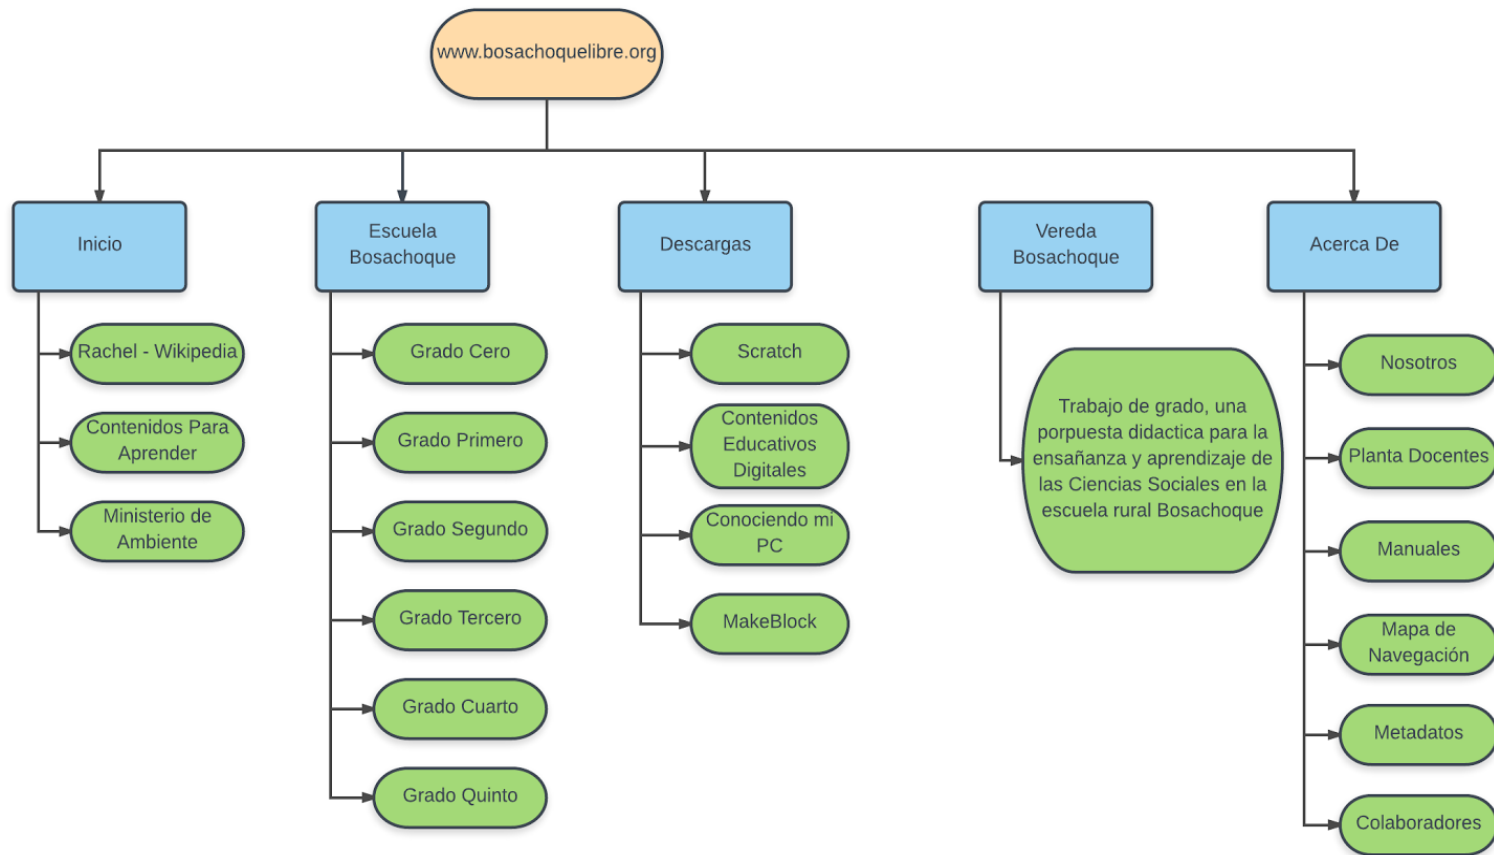 www.bosachoquelibre.org
Inicio
Rachel - Wikipedia
Contenidos Para
Aprender
Ministerio de
Ambiente
Escuela
Bosachoque
Grado Cero
Grado Primero
Grado Segundo
Grado Tercero
Grado Cuarto
Grado Quinto
Descargas
Scratch
Contenidos
Educativos
Digitales
Conociendo mi
PC
MakeBlock
Vereda
Bosachoque
Trabajo de grado, una
porpuesta didactica para la
ensañanza y aprendizaje de
las Ciencias Sociales en la
escuela rural Bosachoque
Acerca De
Nosotros
Planta Docentes
Manuales
Mapa de
Navegación
Metadatos
Colaboradores